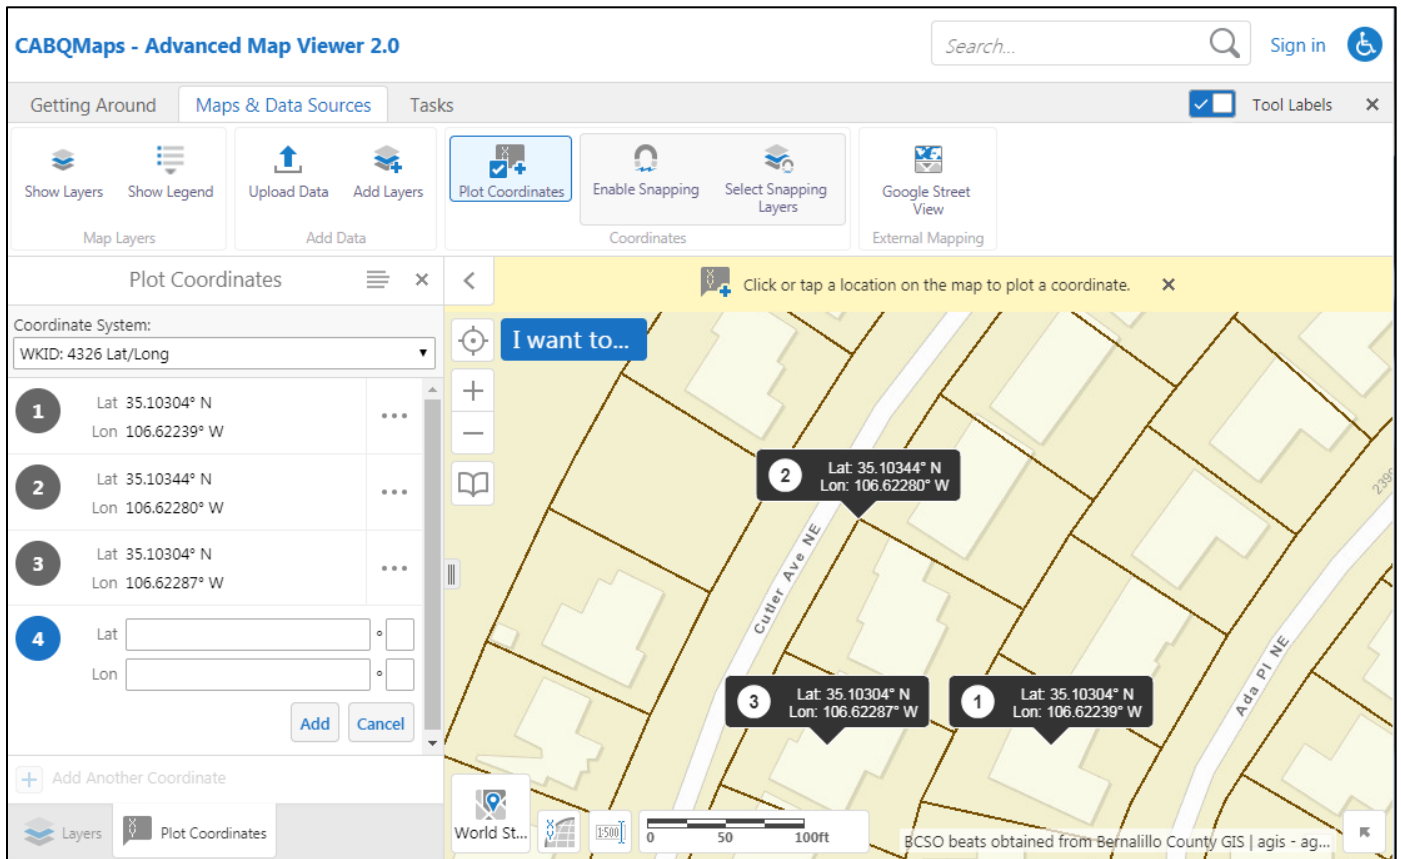 CABQMaps - Advanced Map Viewer 2.0
Search...
Sign in
Getting Around
Maps & Data Sources
Tasks
Tool Labels
Show Layers
Show Legend
Map Layers
Upload Data
Add Layers
Add Data
Plot Coordinates
Enable Snapping
Select Snapping
Layers
Coordinates
Google Street
View
External Mapping
Plot Coordinates
Click or tap a location on the map to plot a coordinate.
Coordinate System:
WKID: 4326 Lat/Long
1
Lat 35.10304° N
Lon 106.62239° W
2
Lat 35.10344° N
Lon 106.62280° W
3
Lat 35.10304° N
Lon 106.62287° W
4
Lat °
Lon °
Add
Cancel
Add Another Coordinate
Layers
Plot Coordinates
I want to...
2
Lat: 35.10344° N
Lon: 106.62280° W
Cutler Ave NE
3
Lat: 35.10304° N
Lon: 106.62287° W
1
Lat: 35.10304° N
Lon: 106.62239° W
Ada Pl NE
World St...
1:500
0 50 100ft
BCSO beats obtained from Bernalillo County GIS | agis - ag...